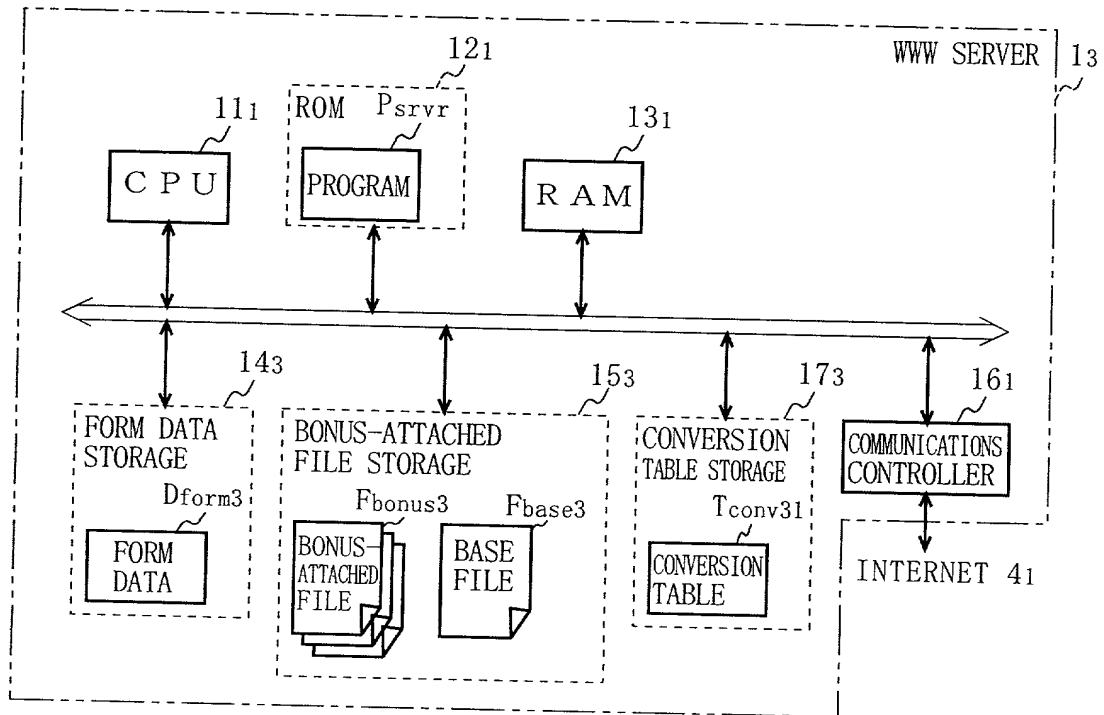 WWW SERVER
13
121
ROM Psrvr
PROGRAM
111
CPU
131
RAM
143
FORM DATA
STORAGE
Dform3
FORM
DATA
153
BONUS-ATTACHED
FILE STORAGE
Fbonus3
BONUS-
ATTACHED
FILE
Fbase3
BASE
FILE
173
CONVERSION
TABLE STORAGE
Tconv31
CONVERSION
TABLE
161
COMMUNICATIONS
CONTROLLER
INTERNET 41